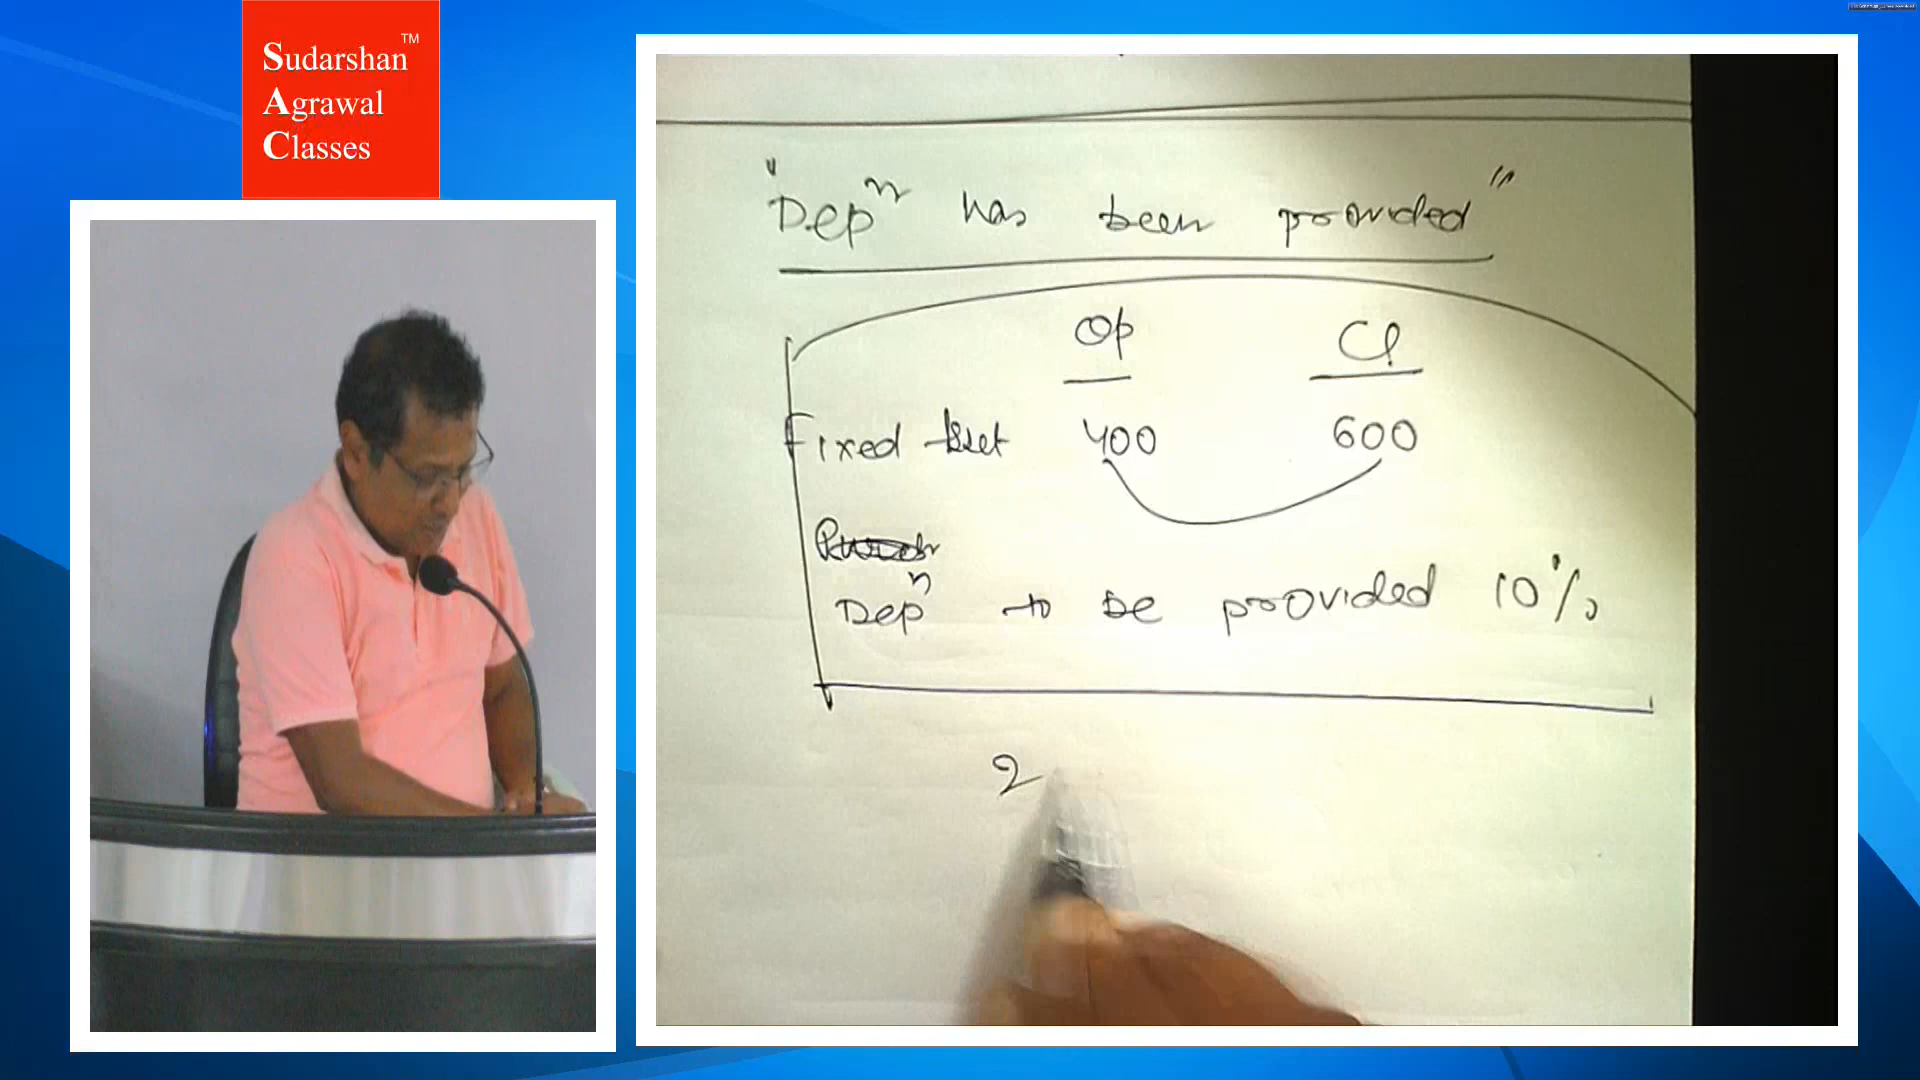 Sudarshan™
Agrawal
Classes
"Depⁿ has been provided"
Op Cl
Fixed Asset 400 600
Depⁿ to be provided 10%
2